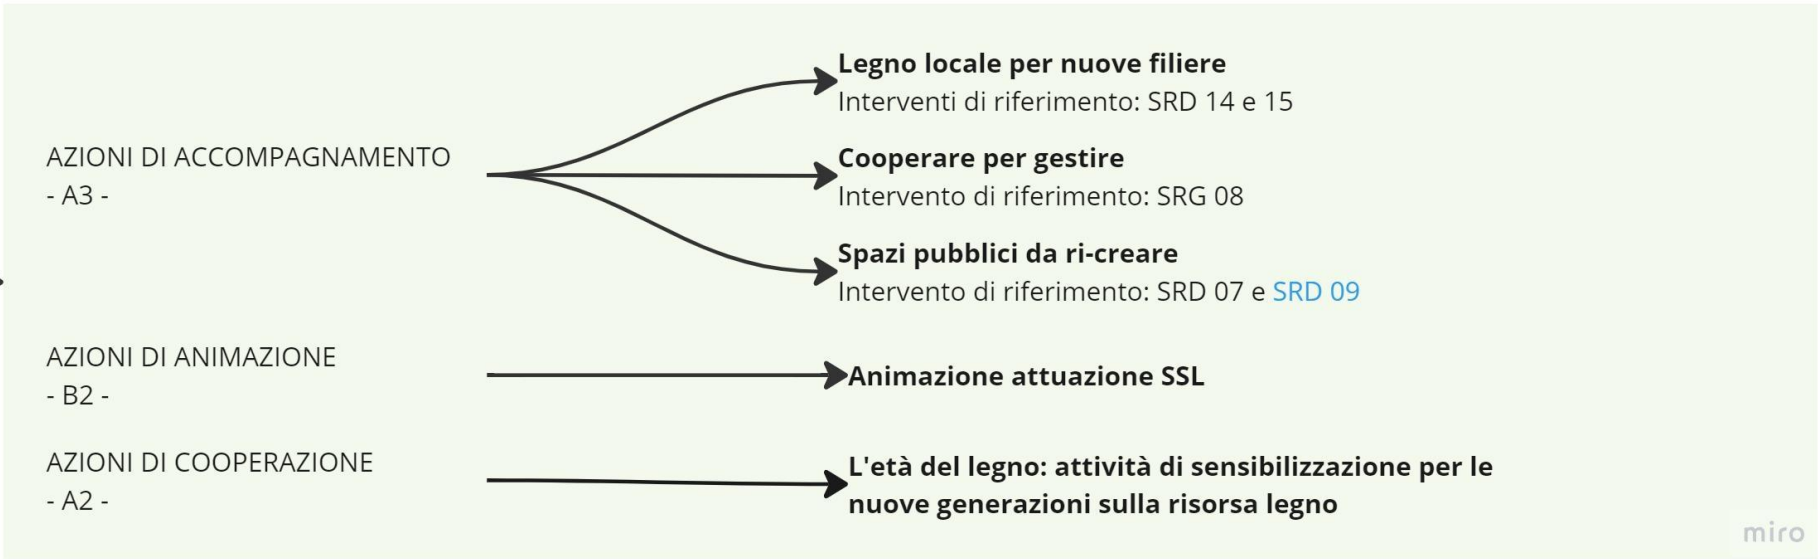 AZIONI DI ACCOMPAGNAMENTO
- A3 -
Legno locale per nuove filiere
Interventi di riferimento: SRD 14 e 15
Cooperare per gestire
Intervento di riferimento: SRG 08
Spazi pubblici da ri-creare
Intervento di riferimento: SRD 07 e SRD 09
AZIONI DI ANIMAZIONE
- B2 -
Animazione attuazione SSL
AZIONI DI COOPERAZIONE
- A2 -
L'età del legno: attività di sensibilizzazione per le
nuove generazioni sulla risorsa legno
miro